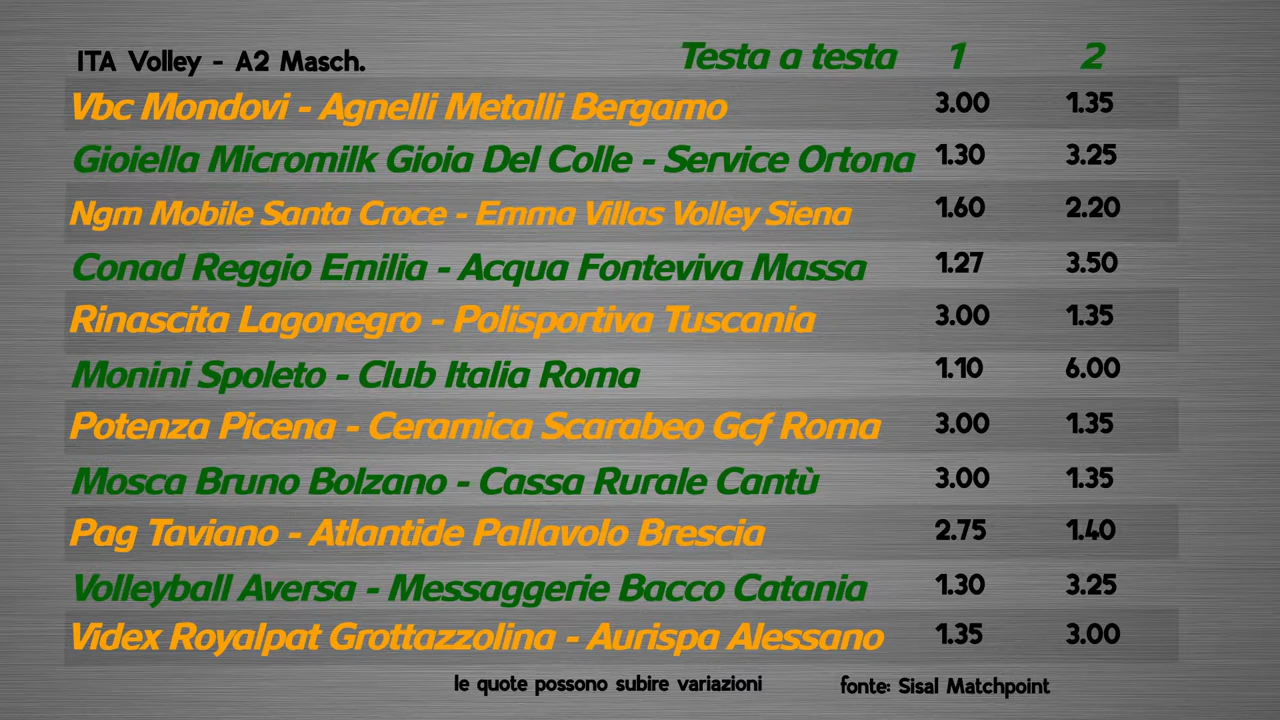 ITA Volley - A2 Masch. Testa a testa 1 2
Vbc Mondovi - Agnelli Metalli Bergamo 3.00 1.35
Gioiella Micromilk Gioia Del Colle - Service Ortona 1.30 3.25
Ngm Mobile Santa Croce - Emma Villas Volley Siena 1.60 2.20
Conad Reggio Emilia - Acqua Fonteviva Massa 1.27 3.50
Rinascita Lagonegro - Polisportiva Tuscania 3.00 1.35
Monini Spoleto - Club Italia Roma 1.10 6.00
Potenza Picena - Ceramica Scarabeo Gcf Roma 3.00 1.35
Mosca Bruno Bolzano - Cassa Rurale Cantù 3.00 1.35
Pag Taviano - Atlantide Pallavolo Brescia 2.75 1.40
Volleyball Aversa - Messaggerie Bacco Catania 1.30 3.25
Videx Royalpat Grottazzolina - Aurispa Alessano 1.35 3.00
le quote possono subire variazioni fonte: Sisal Matchpoint